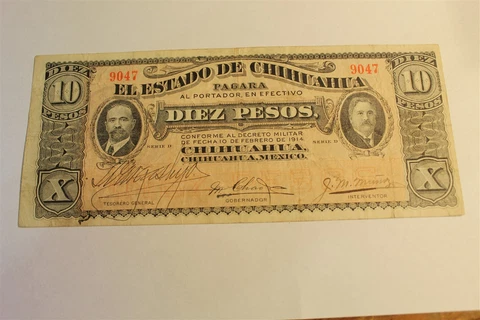 DIEZ
9047
9047
DIEZ
10
EL ESTADO DE CHIHUAHUA
10
PAGARÁ
PESOS
AL PORTADOR, EN EFECTIVO
PESOS
DIEZ PESOS.
CONFORME AL DECRETO MILITAR
SERIE
DE FECHA 10 DE FEBRERO DE 1914
SERIE
CHIHUAHUA,
CHIHUAHUA, MEXICO.
X
X
TESORERO GENERAL
GOBERNADOR
INTERVENTOR